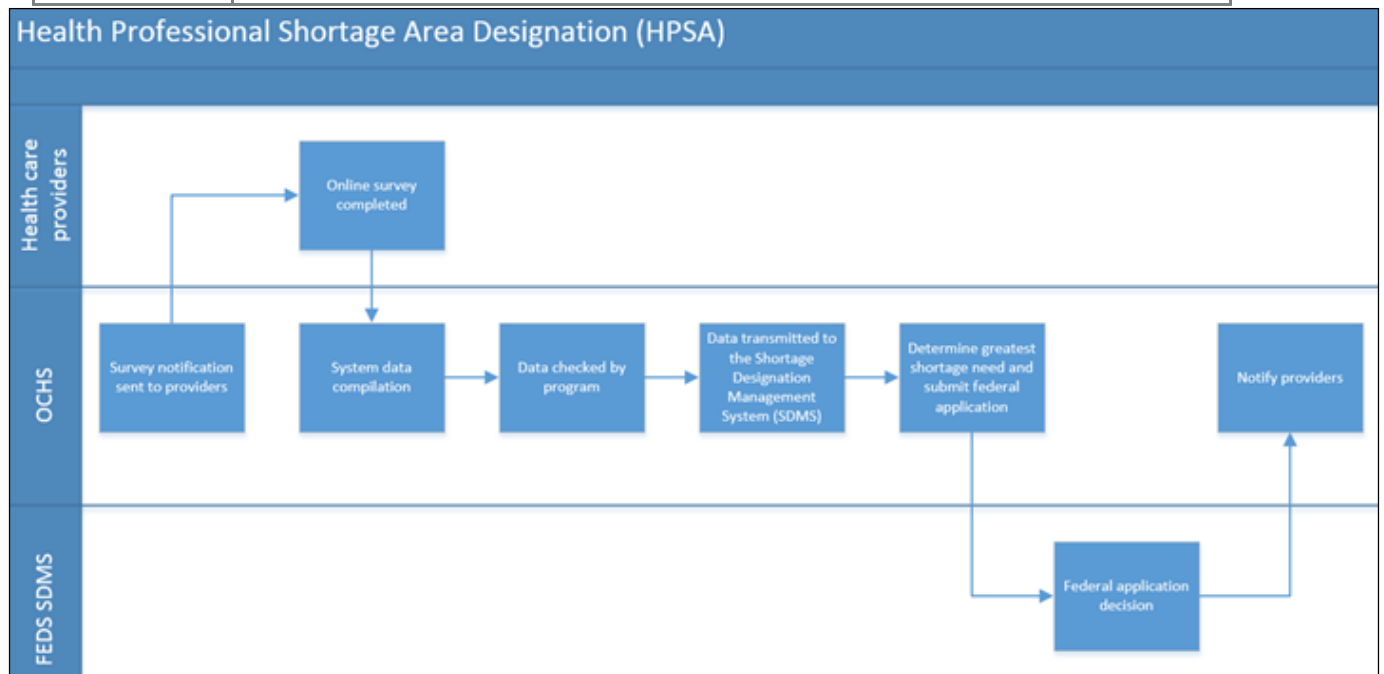 Health Professional Shortage Area Designation (HPSA)
Health care
providers
Online survey
completed
OCHS
Survey notification
sent to providers
System data
compilation
Data checked by
program
Data transmitted to
the Shortage
Designation
Management
System (SDMS)
Determine greatest
shortage need and
submit federal
application
Notify providers
FEDS SDMS
Federal application
decision